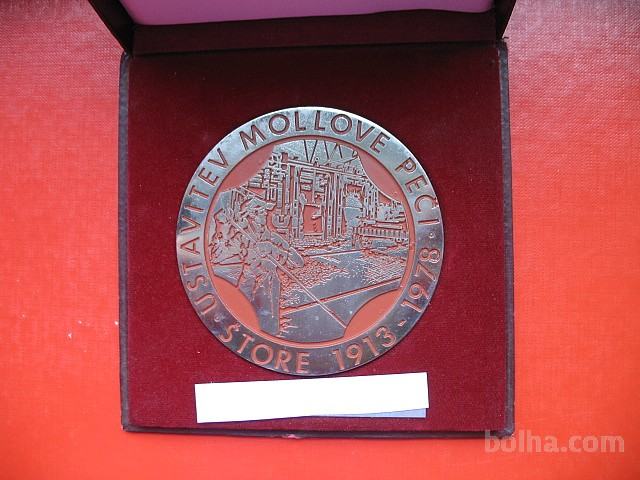 USTAVITEV MOLLOVE PEČI
ŠTORE 1913-1978
bolha.com